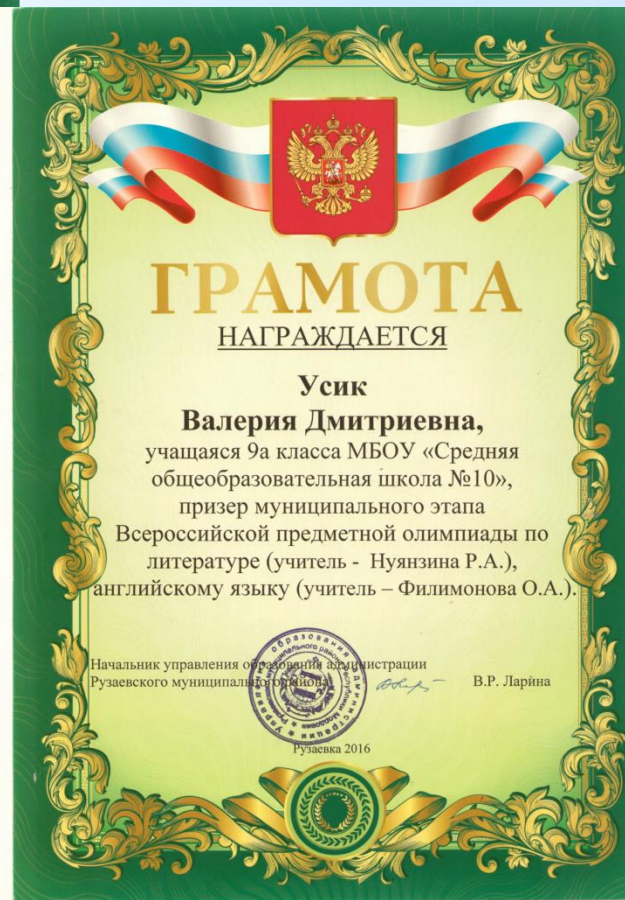 ГРАМОТА
НАГРАЖДАЕТСЯ
Усик
Валерия Дмитриевна,
учащаяся 9а класса МБОУ «Средняя
общеобразовательная школа №10»,
призер муниципального этапа
Всероссийской предметной олимпиады по
литературе (учитель - Нуянзина Р.А.),
английскому языку (учитель – Филимонова О.А.).
Начальник управления образования администрации
Рузаевского муниципального района
В.Р. Ларина
Рузаевка 2016